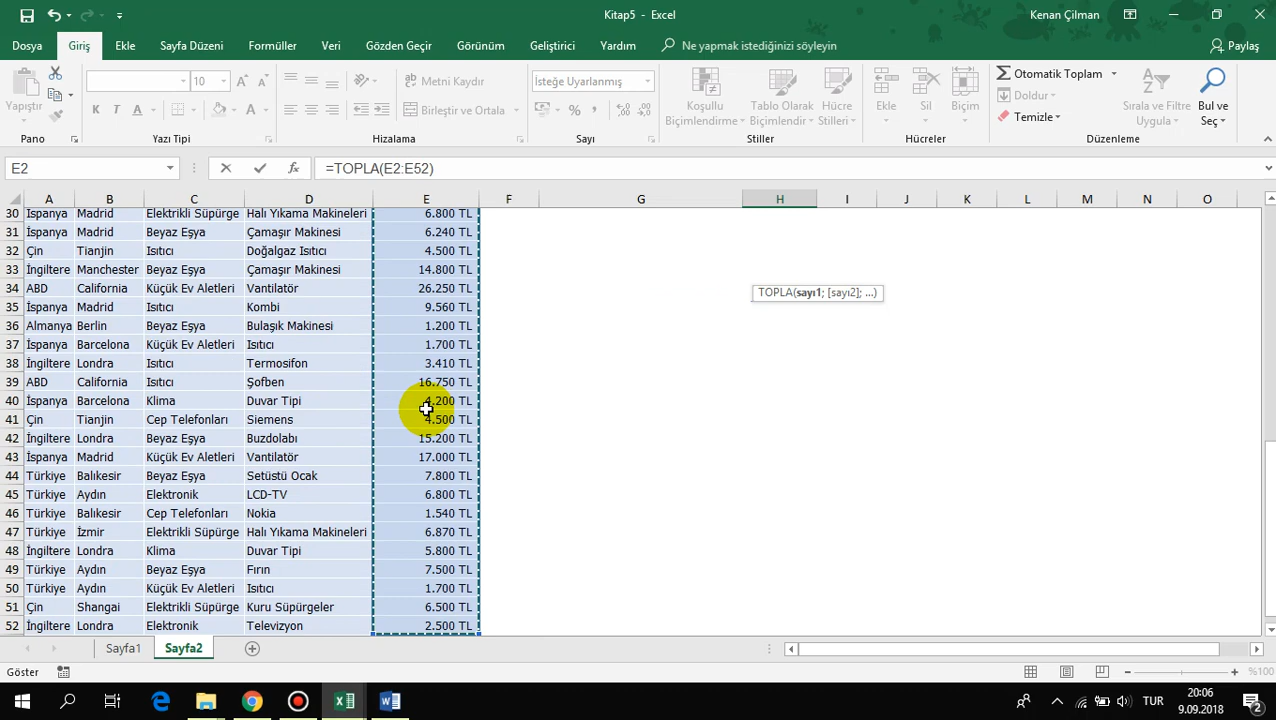 Kitap5 - Excel
Kenan Çilman
Dosya Giriş Ekle Sayfa Düzeni Formüller Veri Gözden Geçir Görünüm Geliştirici Yardım Ne yapmak istediğinizi söyleyin Paylaş
Yapıştır
Pano
10
Yazı Tipi
Metni Kaydır
Birleştir ve Ortala
Hizalama
İsteğe Uyarlanmış
Sayı
Koşullu Biçimlendirme
Tablo Olarak Biçimlendir
Hücre Stilleri
Stiller
Ekle Sil Biçim
Hücreler
Otomatik Toplam
Doldur
Temizle
Sırala ve Filtre Uygula
Bul ve Seç
Düzenleme
E2 =TOPLA(E2:E52)
A B C D E F G H I J K L M N O
30 İspanya Madrid Elektrikli Süpürge Halı Yıkama Makineleri 6.800 TL
31 İspanya Madrid Beyaz Eşya Çamaşır Makinesi 6.240 TL
32 Çin Tianjin Isıtıcı Doğalgaz Isıtıcı 4.500 TL
33 İngiltere Manchester Beyaz Eşya Çamaşır Makinesi 14.800 TL
34 ABD California Küçük Ev Aletleri Vantilatör 26.250 TL
35 İspanya Madrid Isıtıcı Kombi 9.560 TL
36 Almanya Berlin Beyaz Eşya Bulaşık Makinesi 1.200 TL
37 İspanya Barcelona Küçük Ev Aletleri Isıtıcı 1.700 TL
38 İngiltere Londra Isıtıcı Termosifon 3.410 TL
39 ABD California Isıtıcı Şofben 16.750 TL
40 İspanya Barcelona Klima Duvar Tipi 4.200 TL
41 Çin Tianjin Cep Telefonları Siemens 4.500 TL
42 İngiltere Londra Beyaz Eşya Buzdolabı 15.200 TL
43 İspanya Madrid Küçük Ev Aletleri Vantilatör 17.000 TL
44 Türkiye Balıkesir Beyaz Eşya Setüstü Ocak 7.800 TL
45 Türkiye Aydın Elektronik LCD-TV 6.800 TL
46 Türkiye Balıkesir Cep Telefonları Nokia 1.540 TL
47 Türkiye İzmir Elektrikli Süpürge Halı Yıkama Makineleri 6.870 TL
48 İngiltere Londra Klima Duvar Tipi 5.800 TL
49 Türkiye Aydın Beyaz Eşya Fırın 7.500 TL
50 Türkiye Aydın Küçük Ev Aletleri Isıtıcı 1.700 TL
51 Çin Shangai Elektrikli Süpürge Kuru Süpürgeler 6.500 TL
52 İngiltere Londra Elektronik Televizyon 2.500 TL
TOPLA(sayı1; [sayı2]; ...)
Sayfa1 Sayfa2
Göster
%100
TUR
20:06
9.09.2018
2